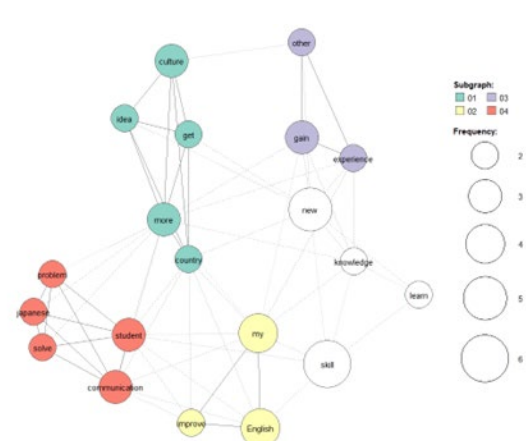 other
culture
Subgraph:
01 03
02 04
Frequency:
2
3
4
5
6
idea
get
gain
experience
new
more
country
knowledge
problem
learn
japanese
student
my
solve
skill
communication
improve
English